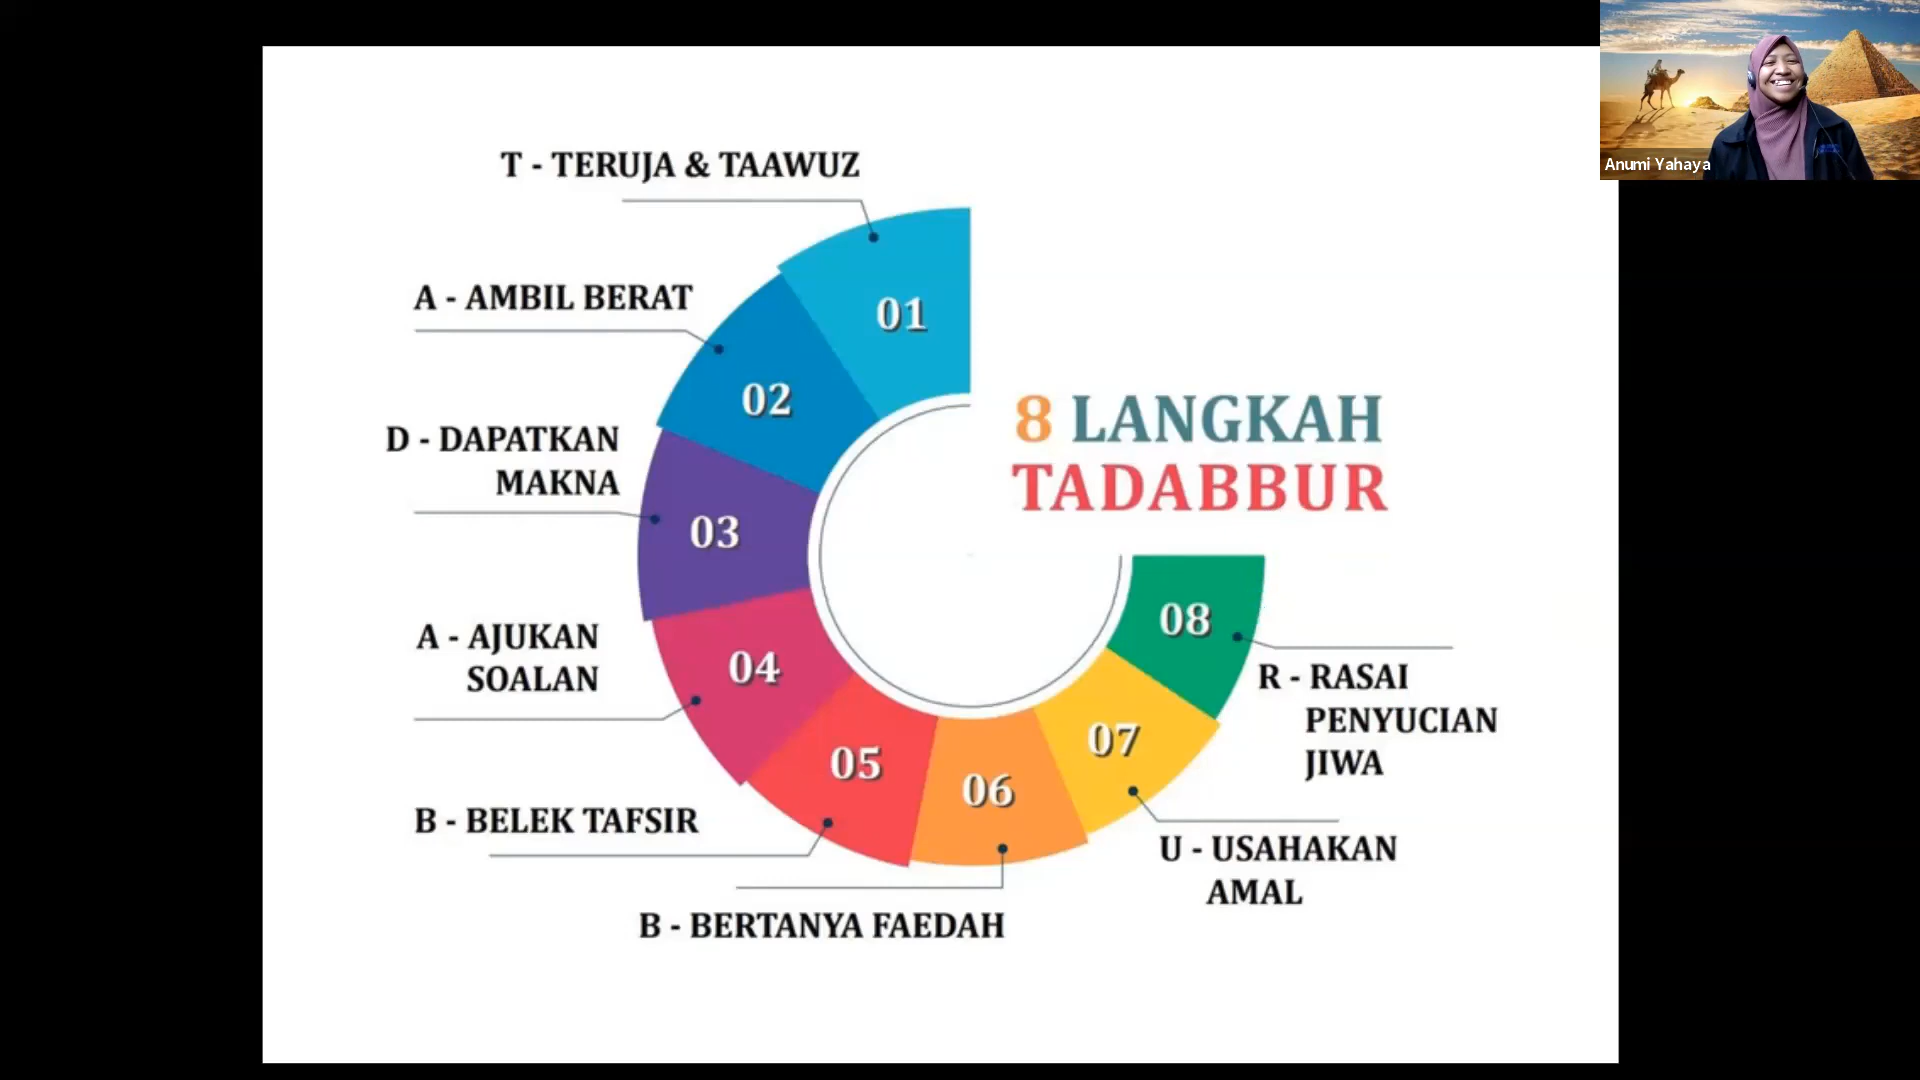 T - TERUJA & TAAWUZ
01
A - AMBIL BERAT
02
D - DAPATKAN
MAKNA
03
A - AJUKAN
SOALAN
04
B - BELEK TAFSIR
05
B - BERTANYA FAEDAH
06
U - USAHAKAN
AMAL
07
R - RASAI
PENYUCIAN
JIWA
08
8 LANGKAH
TADABBUR
Anumi Yahaya